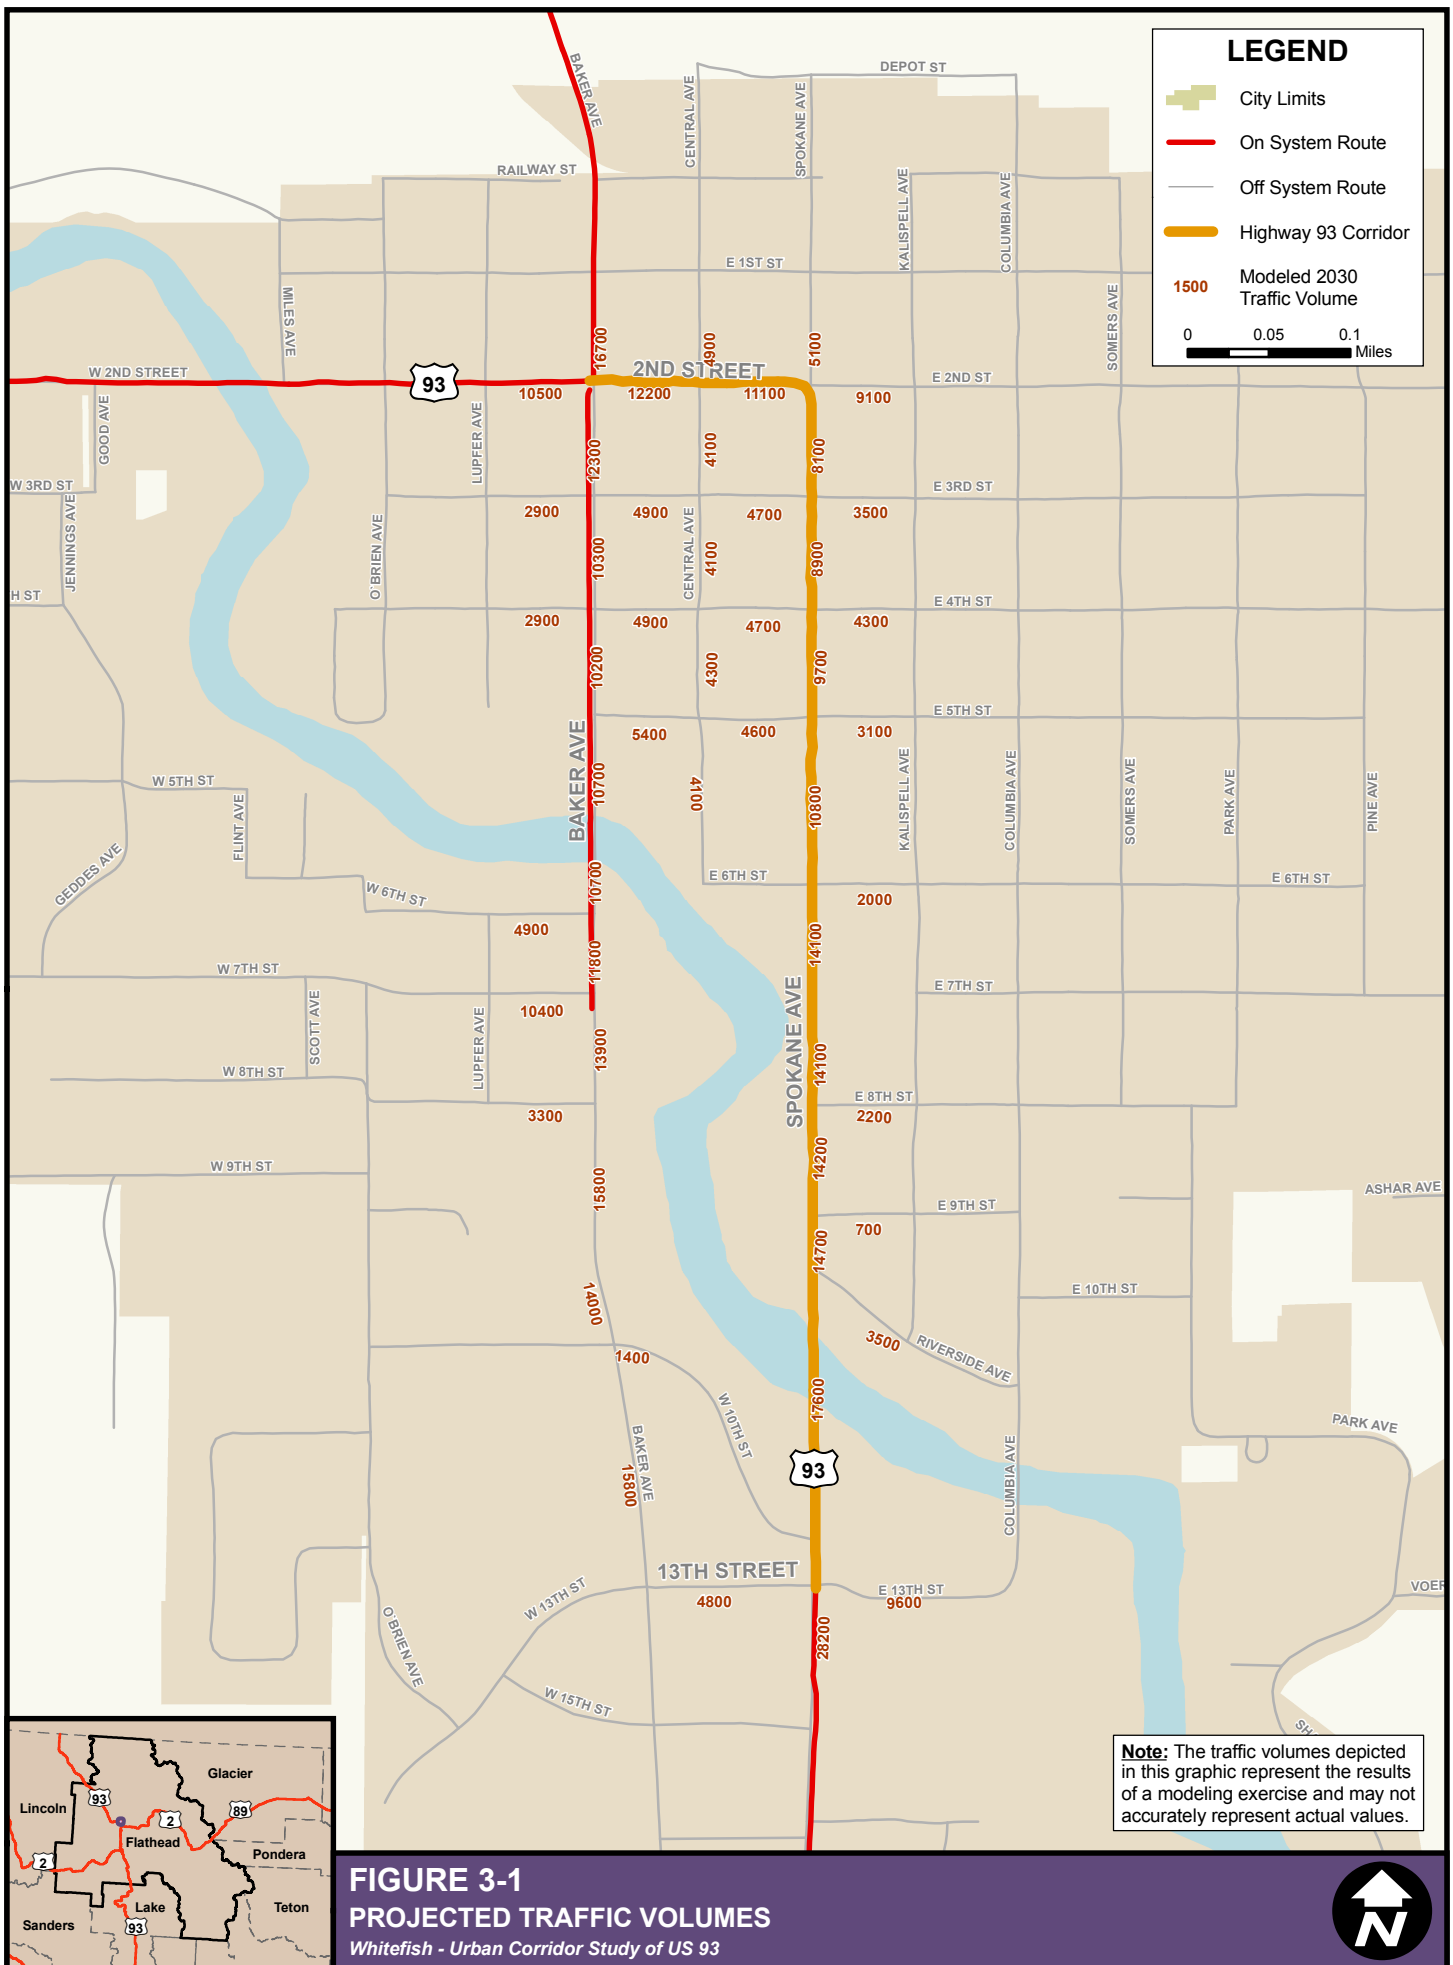 LEGEND
City Limits
On System Route
Off System Route
Highway 93 Corridor
1500
Modeled 2030
Traffic Volume
0 0.05 0.1
Miles
BAKER AVE
CENTRAL AVE
SPOKANE AVE
DEPOT ST
RAILWAY ST
KALISPELL AVE
COLUMBIA AVE
E 1ST ST
MILES AVE
SOMERS AVE
16700
4900
5100
W 2ND STREET
93
2ND STREET
E 2ND ST
10500
12200
11100
9100
GOOD AVE
LUPFER AVE
12300
4100
8100
W 3RD ST
E 3RD ST
2900
4900
4700
3500
JENNINGS AVE
O'BRIEN AVE
10300
CENTRAL AVE
4100
8900
H ST
E 4TH ST
2900
4900
4700
4300
10200
4300
9700
E 5TH ST
5400
4600
3100
BAKER AVE
10700
4100
10800
KALISPELL AVE
COLUMBIA AVE
SOMERS AVE
PARK AVE
PINE AVE
W 5TH ST
FLINT AVE
GEDDES AVE
W 6TH ST
10700
E 6TH ST
E 6TH ST
2000
4900
11800
14100
W 7TH ST
E 7TH ST
10400
SCOTT AVE
LUPFER AVE
13900
SPOKANE AVE
14100
W 8TH ST
E 8TH ST
3300
2200
W 9TH ST
14200
15800
ASHAR AVE
E 9TH ST
700
14700
14000
E 10TH ST
3500
RIVERSIDE AVE
1400
W 10TH ST
17600
PARK AVE
BAKER AVE
15800
93
COLUMBIA AVE
13TH STREET
W 13TH ST
E 13TH ST
4800
9600
VOER
O'BRIEN AVE
28200
W 15TH ST
SH
Note: The traffic volumes depicted
in this graphic represent the results
of a modeling exercise and may not
accurately represent actual values.
Glacier
Lincoln
93
2
89
Flathead
2
Pondera
Lake
Teton
Sanders
93
FIGURE 3-1
PROJECTED TRAFFIC VOLUMES
Whitefish - Urban Corridor Study of US 93
N